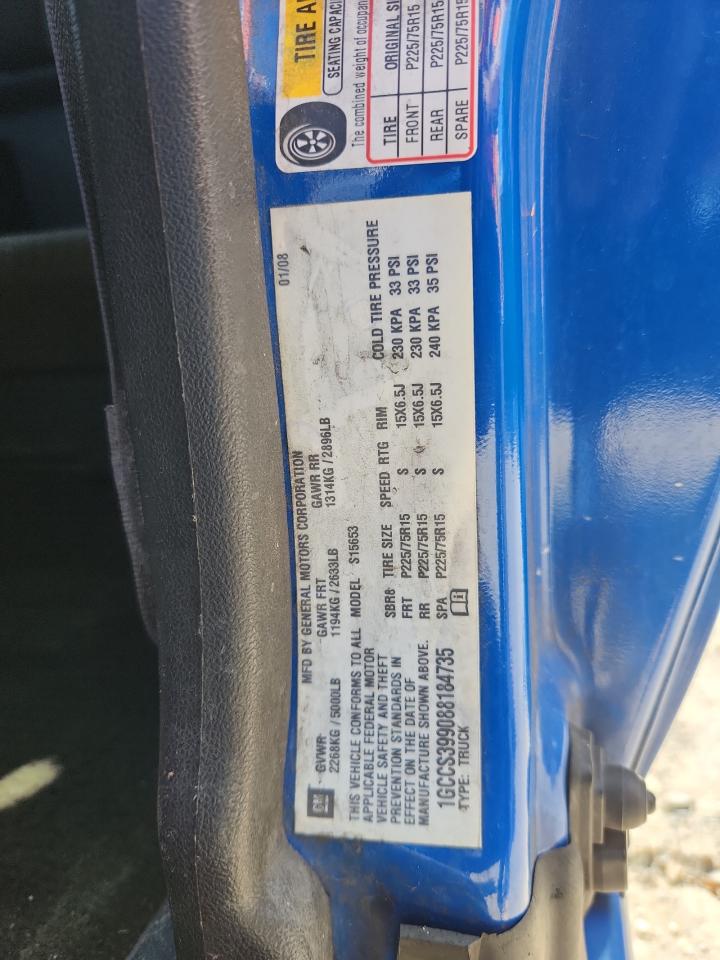 TIRE
SEATING CAPACI
The combined weight of occupan
TIRE ORIGINAL
FRONT P225/75R15
REAR P225/75R15
SPARE P225/75R15
01/08
MFD BY GENERAL MOTORS CORPORATION
GVWR GAWR FRT GAWR RR
2268KG/5000LB 1194KG/2633LB 1314KG/2896LB
GM
THIS VEHICLE CONFORMS TO ALL MODEL S15653
APPLICABLE FEDERAL MOTOR
VEHICLE SAFETY AND THEFT
PREVENTION STANDARDS IN
EFFECT ON THE DATE OF
MANUFACTURE SHOWN ABOVE.
SBR8 TIRE SIZE SPEED RTG RIM COLD TIRE PRESSURE
FRT P225/75R15 S 15X6.5J 230 KPA 33 PSI
RR P225/75R15 S 15X6.5J 230 KPA 33 PSI
SPA P225/75R15 S 15X6.5J 240 KPA 35 PSI
1GCCS399088184735
TYPE: TRUCK